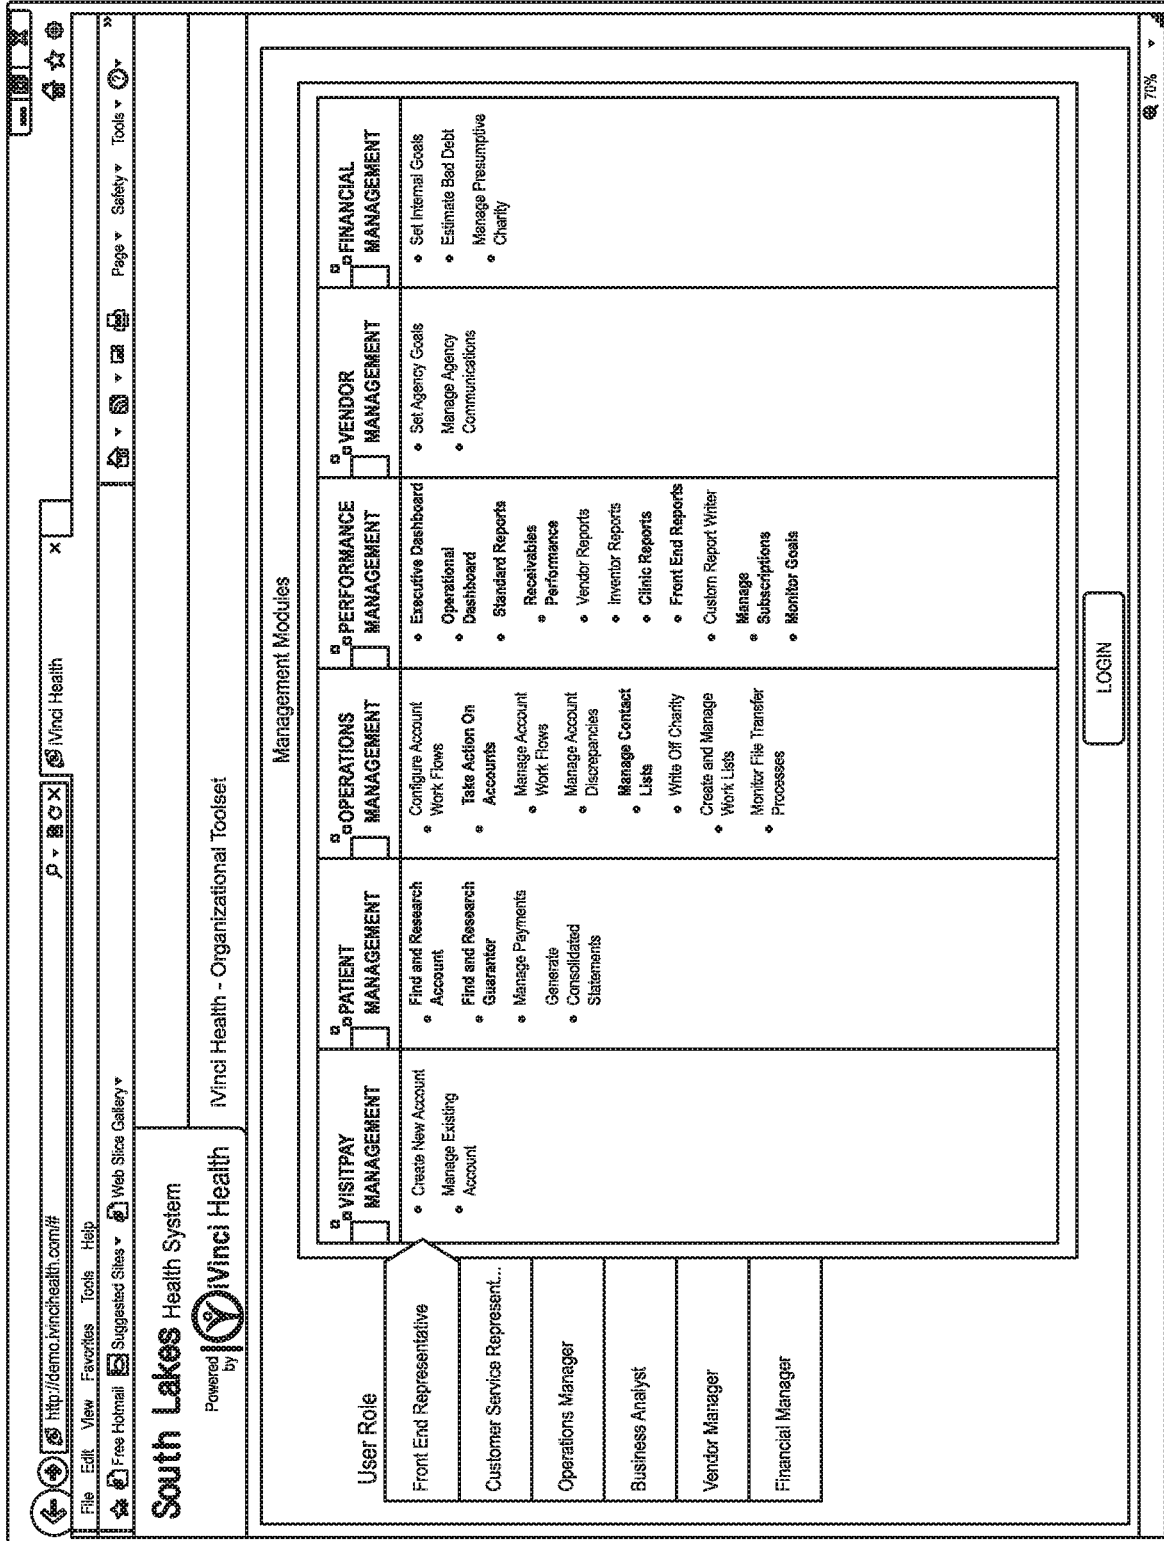 http://demo.ivincihealth.com/#
iVinci Health
X
File Edit View Favorites Tools Help
Free Hotmail Suggested Sites Web Slice Gallery
Page Safety Tools
»
South Lakes Health System
Powered by iVinci Health
iVinci Health - Organizational Toolset
Management Modules
User Role
Front End Representative
Customer Service Represent...
Operations Manager
Business Analyst
Vendor Manager
Financial Manager
VISITPAY
MANAGEMENT
• Create New Account
• Manage Existing
Account
PATIENT
MANAGEMENT
• Find and Research
Account
• Find and Research
Guarantor
• Manage Payments
• Generate
Consolidated
Statements
OPERATIONS
MANAGEMENT
• Configure Account
Work Flows
• Take Action On
Accounts
• Manage Account
Work Flows
• Manage Account
Discrepancies
• Manage Contact
Lists
• Write Off Charity
• Create and Manage
Work Lists
• Monitor File Transfer
Processes
PERFORMANCE
MANAGEMENT
• Executive Dashboard
• Operational
Dashboard
• Standard Reports
• Receivables
Performance
• Vendor Reports
• Inventor Reports
• Clinic Reports
• Front End Reports
• Custom Report Writer
• Manage
Subscriptions
• Monitor Goals
VENDOR
MANAGEMENT
• Set Agency Goals
• Manage Agency
Communications
FINANCIAL
MANAGEMENT
• Set Internal Goals
• Estimate Bad Debt
• Manage Presumptive
Charity
LOGIN
70%